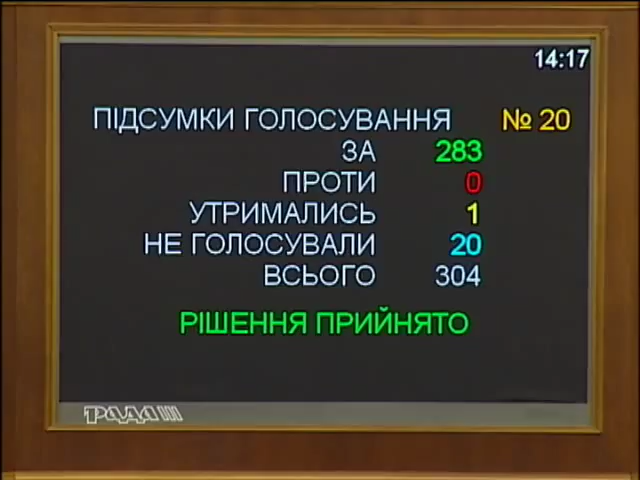 14:17
ПІДСУМКИ ГОЛОСУВАННЯ № 20
ЗА 283
ПРОТИ 0
УТРИМАЛИСЬ 1
НЕ ГОЛОСУВАЛИ 20
ВСЬОГО 304
РІШЕННЯ ПРИЙНЯТО
РАДА